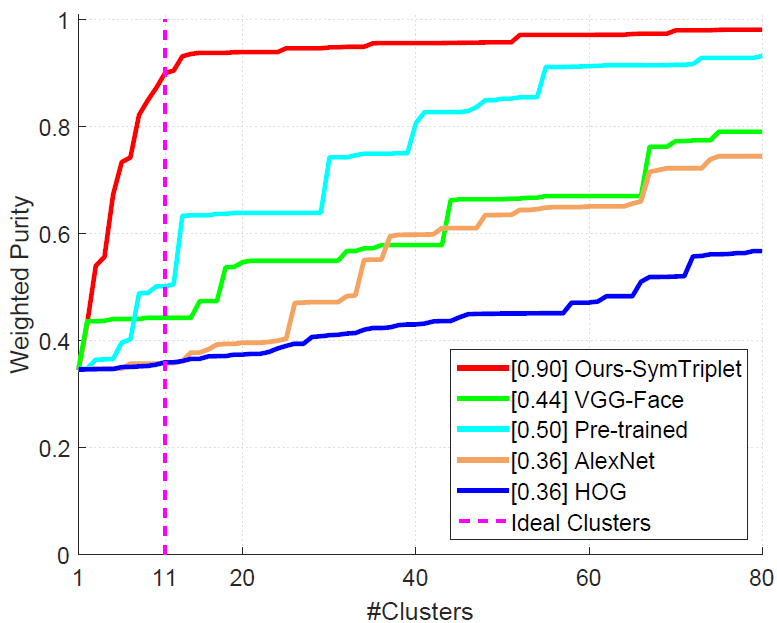 1
0.8
0.6
0.4
0.2
0
Weighted Purity
[0.90] Ours-SymTriplet
[0.44] VGG-Face
[0.50] Pre-trained
[0.36] AlexNet
[0.36] HOG
Ideal Clusters
1 11 20 40 60 80
#Clusters